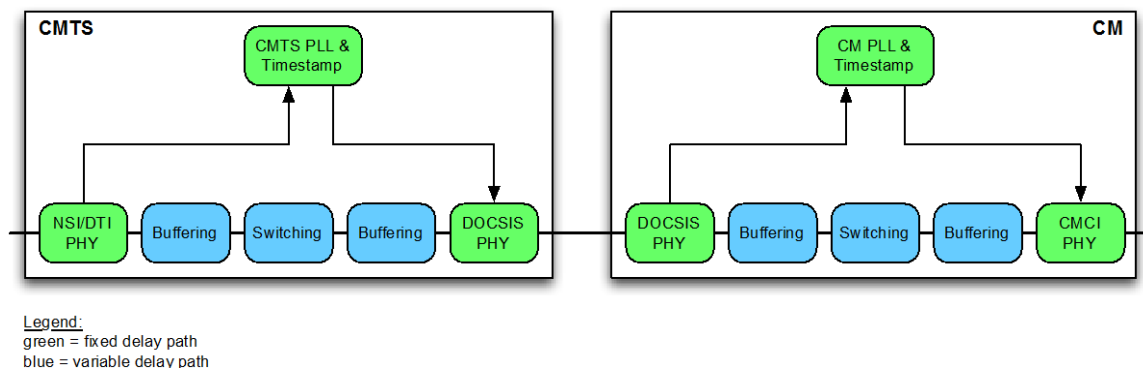 CMTS
CMTS PLL &
Timestamp
NSI/DTI
PHY
Buffering
Switching
Buffering
DOCSIS
PHY
CM
CM PLL &
Timestamp
DOCSIS
PHY
Buffering
Switching
Buffering
CMCI
PHY
Legend:
green = fixed delay path
blue = variable delay path